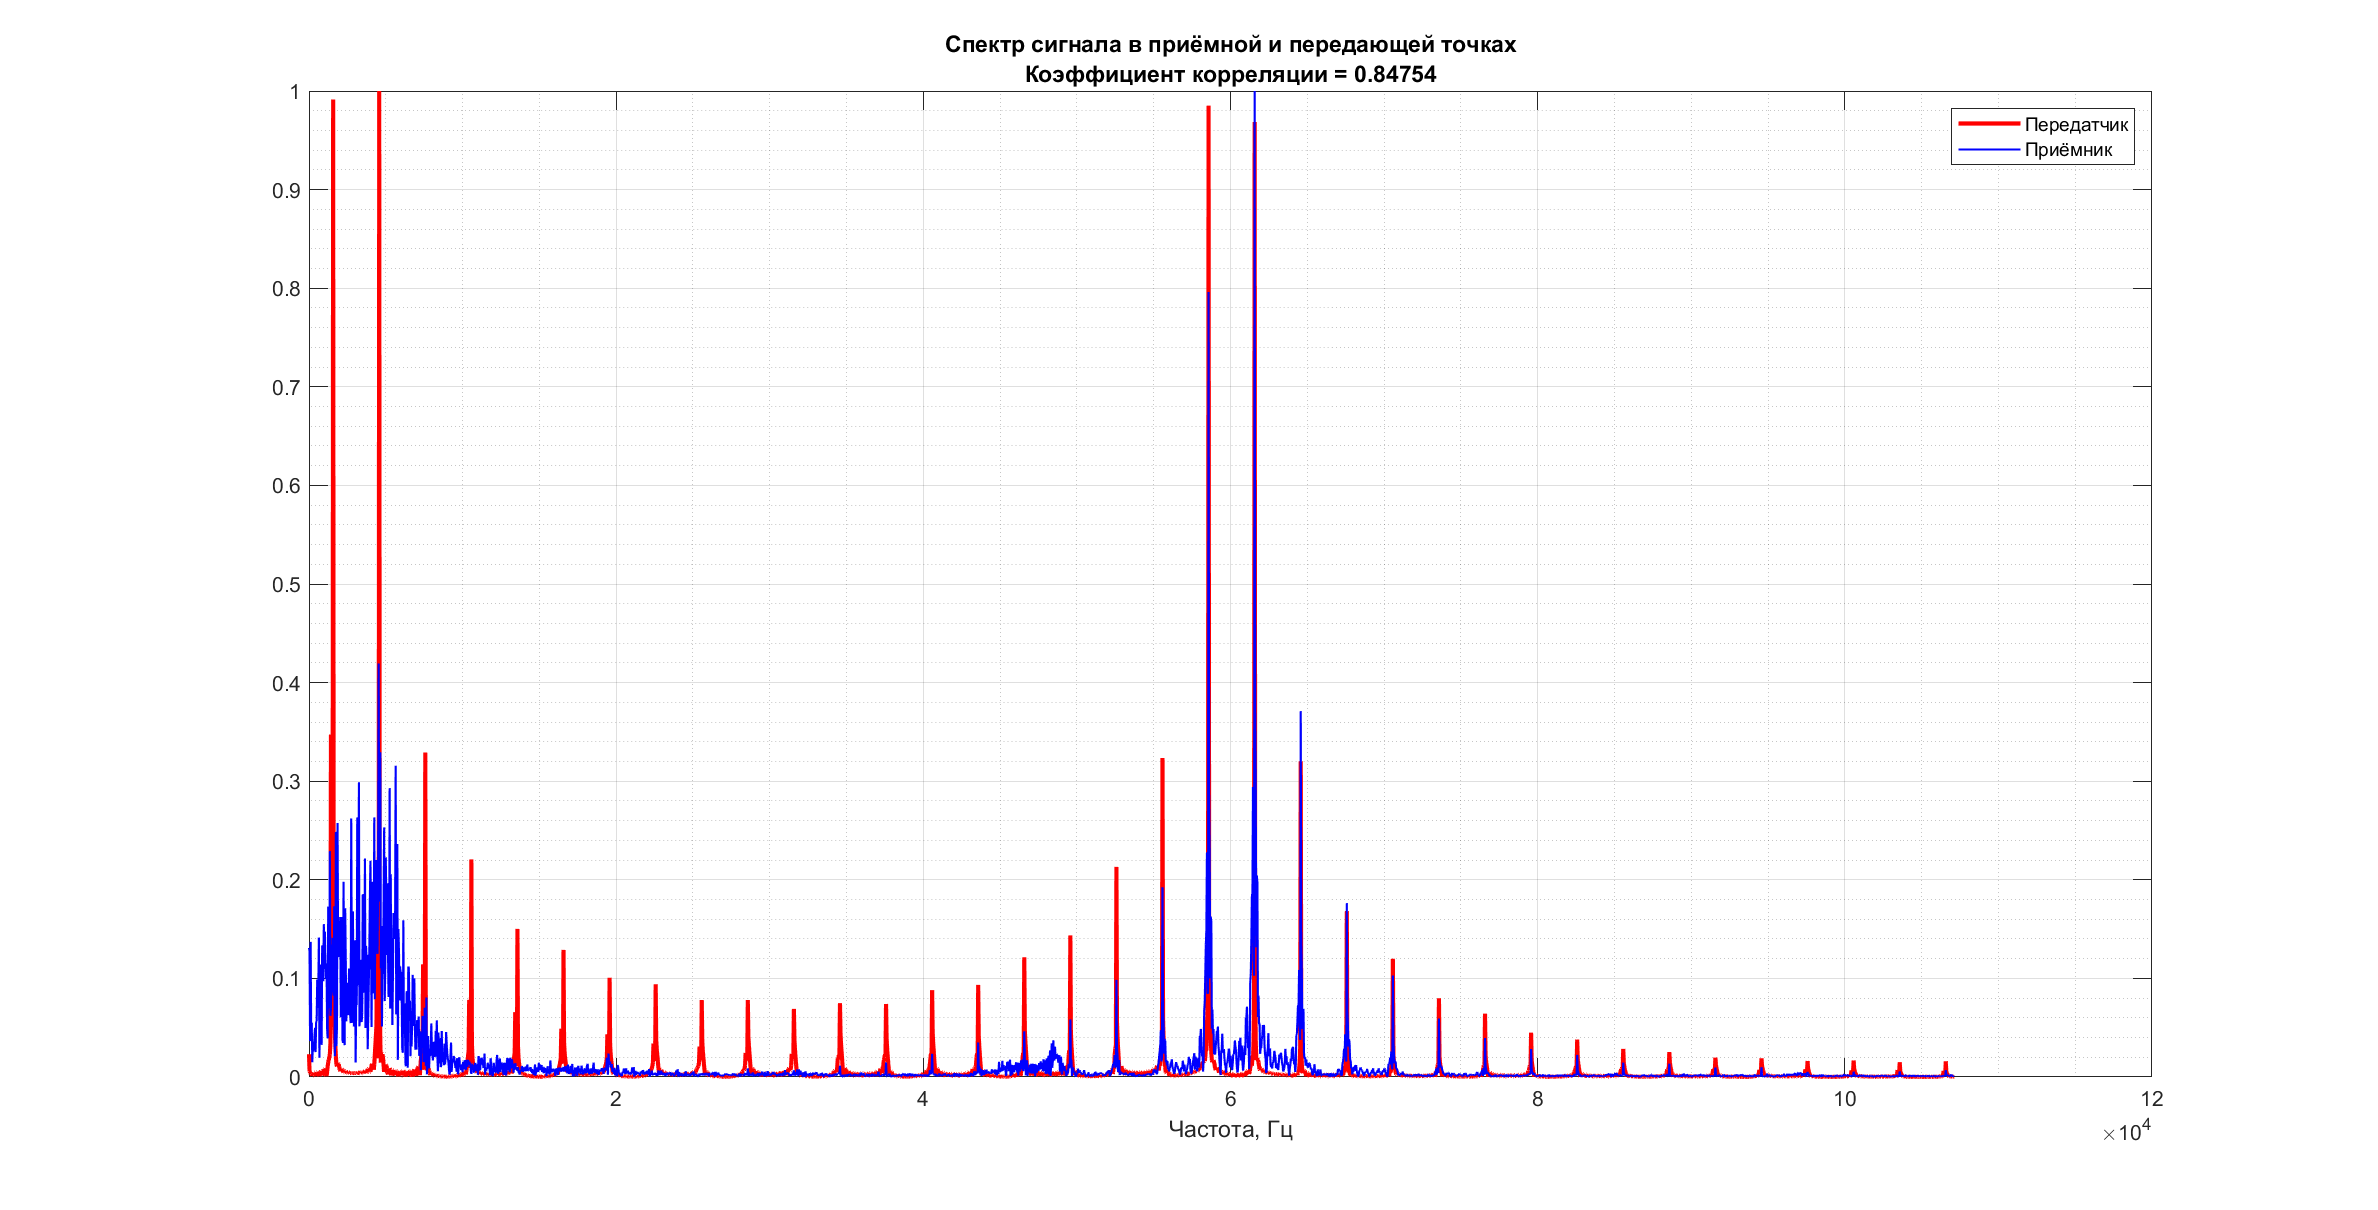 Спектр сигнала в приёмной и передающей точках
Коэффициент корреляции = 0.84754
1
0.9
0.8
0.7
0.6
0.5
0.4
0.3
0.2
0.1
0
Передатчик
Приёмник
0 2 4 6 8 10 12
Частота, Гц
×10⁴